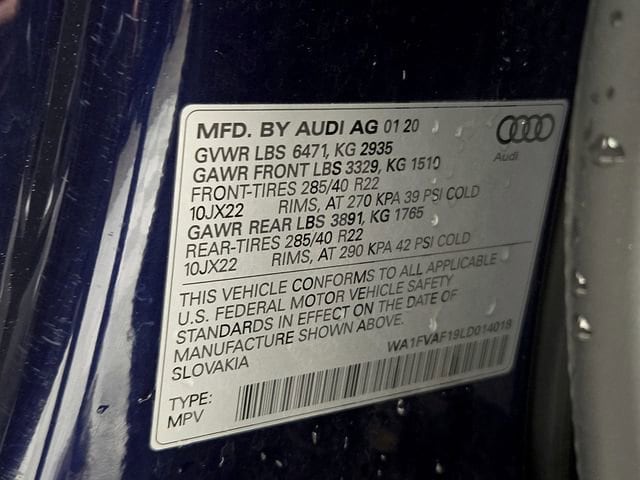 MFD. BY AUDI AG 01 20
Audi
GVWR LBS 6471, KG 2935
GAWR FRONT LBS 3329, KG 1510
FRONT-TIRES 285/40 R22
10JX22 RIMS, AT 270 KPA 39 PSI COLD
GAWR REAR LBS 3891, KG 1765
REAR-TIRES 285/40 R22
10JX22 RIMS, AT 290 KPA 42 PSI COLD
THIS VEHICLE CONFORMS TO ALL APPLICABLE
U.S. FEDERAL MOTOR VEHICLE SAFETY
STANDARDS IN EFFECT ON THE DATE OF
MANUFACTURE SHOWN ABOVE.
SLOVAKIA
WA1FVAF19LD014018
TYPE:
MPV